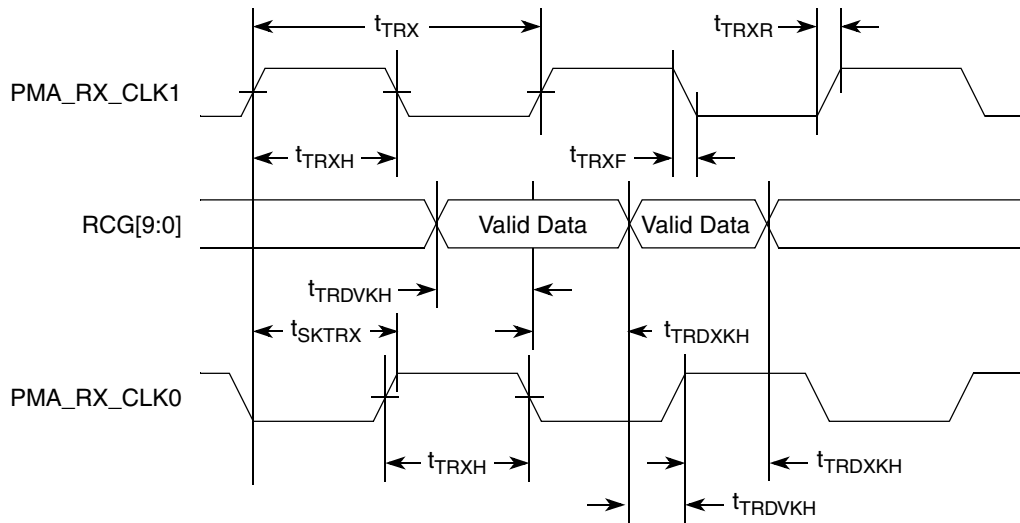 tTRX
tTRXR
PMA_RX_CLK1
tTRXH
tTRXF
RCG[9:0]
Valid Data
Valid Data
tTRDVKH
tSKTRX
tTRDXKH
PMA_RX_CLK0
tTRXH
tTRDXKH
tTRDVKH